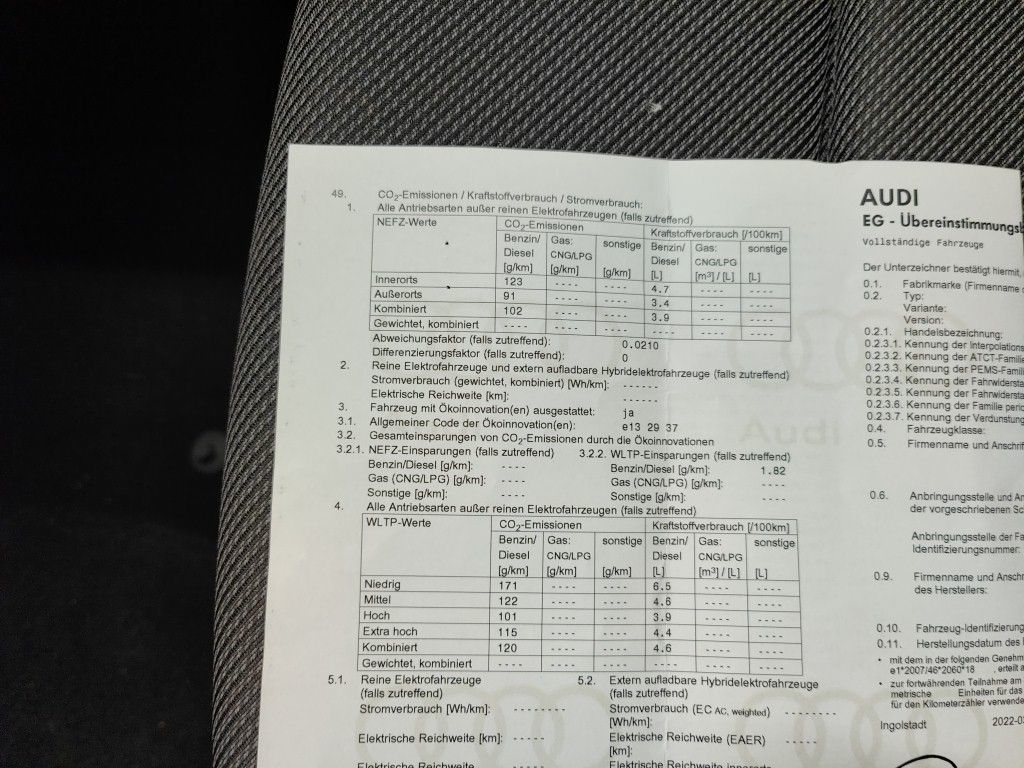 49. CO2-Emissionen / Kraftstoffverbrauch / Stromverbrauch:
1. Alle Antriebsarten außer reinen Elektrofahrzeugen (falls zutreffend)
NEFZ-Werte CO2-Emissionen Kraftstoffverbrauch [/100km]
Benzin/ Gas: sonstige Benzin/ Gas: sonstige
Diesel CNG/LPG Diesel CNG/LPG
[g/km] [g/km] [g/km] [L] [m³] / [L] [L]
Innerorts 123 ---- ---- 4.7 ---- ----
Außerorts 91 ---- ---- 3.4 ---- ----
Kombiniert 102 ---- ---- 3.9 ---- ----
Gewichtet, kombiniert ---- ---- ---- ---- ---- ----
Abweichungsfaktor (falls zutreffend): 0.0210
Differenzierungsfaktor (falls zutreffend): 0
2. Reine Elektrofahrzeuge und extern aufladbare Hybridelektrofahrzeuge (falls zutreffend)
Stromverbrauch (gewichtet, kombiniert) [Wh/km]: ------
Elektrische Reichweite [km]: ------
3. Fahrzeug mit Ökoinnovation(en) ausgestattet: ja
3.1. Allgemeiner Code der Ökoinnovation(en): e13 29 37
3.2. Gesamteinsparungen von CO2-Emissionen durch die Ökoinnovationen
3.2.1. NEFZ-Einsparungen (falls zutreffend) 3.2.2. WLTP-Einsparungen (falls zutreffend)
Benzin/Diesel [g/km]: ---- Benzin/Diesel [g/km]: 1.82
Gas (CNG/LPG) [g/km]: ---- Gas (CNG/LPG) [g/km]: ----
Sonstige [g/km]: ---- Sonstige [g/km]: ----
4. Alle Antriebsarten außer reinen Elektrofahrzeugen (falls zutreffend)
WLTP-Werte CO2-Emissionen Kraftstoffverbrauch [/100km]
Benzin/ Gas: sonstige Benzin/ Gas: sonstige
Diesel CNG/LPG Diesel CNG/LPG
[g/km] [g/km] [g/km] [L] [m³] / [L] [L]
Niedrig 171 ---- ---- 6.5 ---- ----
Mittel 122 ---- ---- 4.6 ---- ----
Hoch 101 ---- ---- 3.9 ---- ----
Extra hoch 115 ---- ---- 4.4 ---- ----
Kombiniert 120 ---- ---- 4.6 ---- ----
Gewichtet, kombiniert ---- ---- ---- ---- ---- ----
5.1. Reine Elektrofahrzeuge 5.2. Extern aufladbare Hybridelektrofahrzeuge
(falls zutreffend) (falls zutreffend)
Stromverbrauch [Wh/km]: -------- Stromverbrauch (EC AC, weighted) --------
[Wh/km]:
Elektrische Reichweite [km]: ----- Elektrische Reichweite (EAER) -----
[km]:
Elektrische Reichweite Elektrische Reichweite innerorts
AUDI
EG - Übereinstimmungsb
Vollständige Fahrzeuge
Der Unterzeichner bestätigt hiermit,
0.1. Fabrikmarke (Firmenname
0.2. Typ:
Variante:
Version:
0.2.1. Handelsbezeichnung:
0.2.3.1. Kennung der Interpolations
0.2.3.2. Kennung der ATCT-Familie
0.2.3.3. Kennung der PEMS-Famili
0.2.3.4. Kennung der Fahrwidersta
0.2.3.5. Kennung der Fahrwidersta
0.2.3.6. Kennung der Familie perio
0.2.3.7. Kennung der Verdunstung
0.4. Fahrzeugklasse:
0.5. Firmenname und Anschrif
0.6. Anbringungsstelle und An
der vorgeschriebenen Sc
Anbringungsstelle der Fa
Identifizierungsnummer:
0.9. Firmenname und Anschr
des Herstellers:
0.10. Fahrzeug-Identifizierung
0.11. Herstellungsdatum des
• mit dem in der folgenden Genehm
e1*2007/46*2060*18 , erteilt a
• zur fortwährenden Teilnahme am
metrische Einheiten für das
für den Kilometerzähler verwende
Ingolstadt 2022-03
Audi